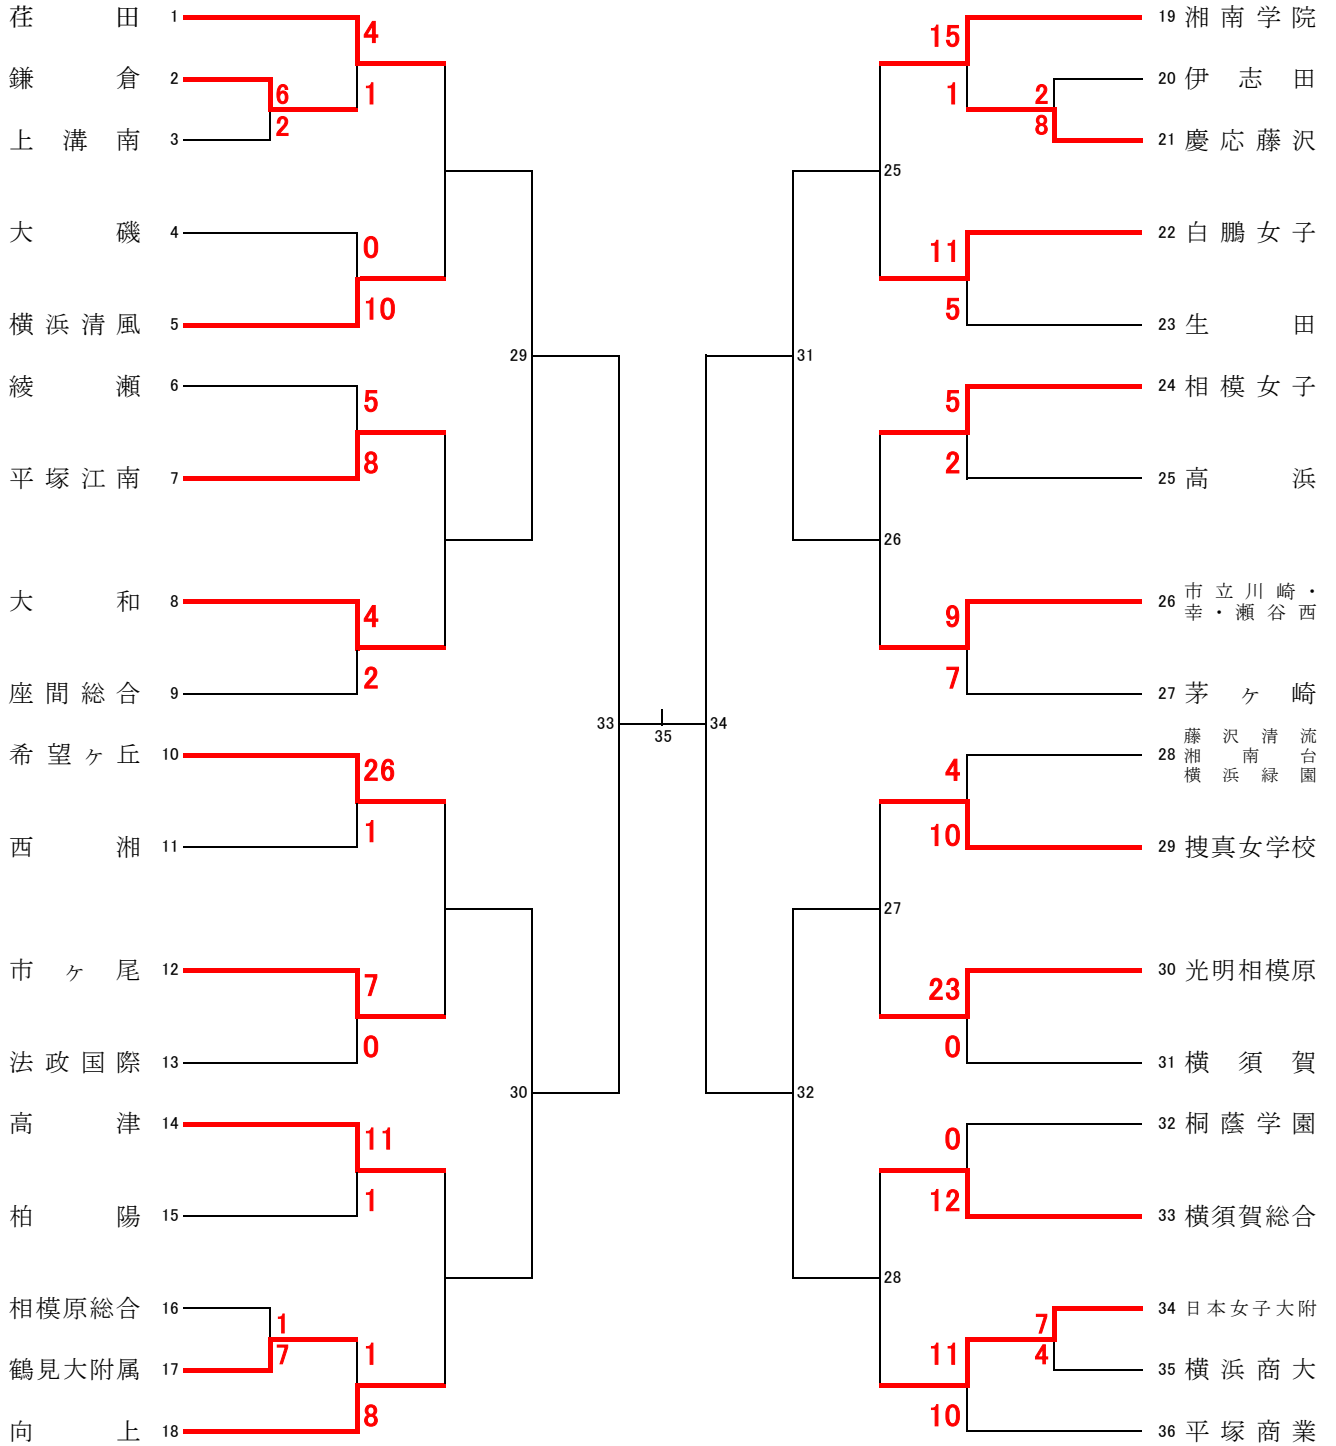 荏田 1
4
鎌倉 2
6
1
2
上溝南 3
大磯 4
0
10
横浜清風 5
29
綾瀬 6
5
平塚江南 7
8
大和 8
4
座間総合 9
2
33
35
希望ヶ丘 10
26
1
西湘 11
市ヶ尾 12
7
0
法政国際 13
30
高津 14
11
1
柏陽 15
相模原総合 16
1
7
1
鶴見大附属 17
8
向上 18
19 湘南学院
15
20 伊志田
1
2
8
21 慶応藤沢
25
22 白鵬女子
11
5
23 生田
31
24 相模女子
5
2
25 高浜
26
26 市立川崎・
幸・瀬谷西
9
7
27 茅ヶ崎
34
藤沢清流
28 湘南台
横浜緑園
4
10
29 捜真女学校
27
30 光明相模原
23
0
31 横須賀
32
32 桐蔭学園
0
12
33 横須賀総合
28
34 日本女子大附
7
11
4
35 横浜商大
10
36 平塚商業